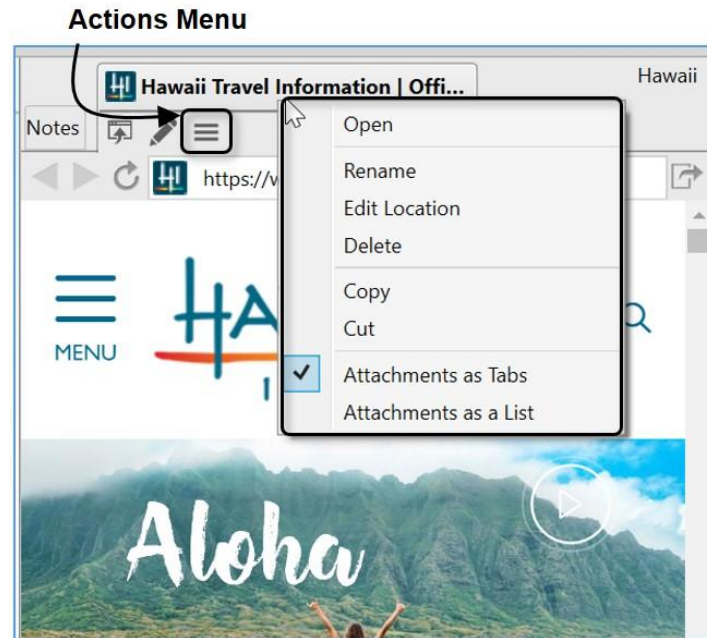 Actions Menu
Hawaii Travel Information | Offi...
Hawaii
Notes
https://w
Open
Rename
Edit Location
Delete
Copy
Cut
Attachments as Tabs
Attachments as a List
MENU
HA
I
Aloha